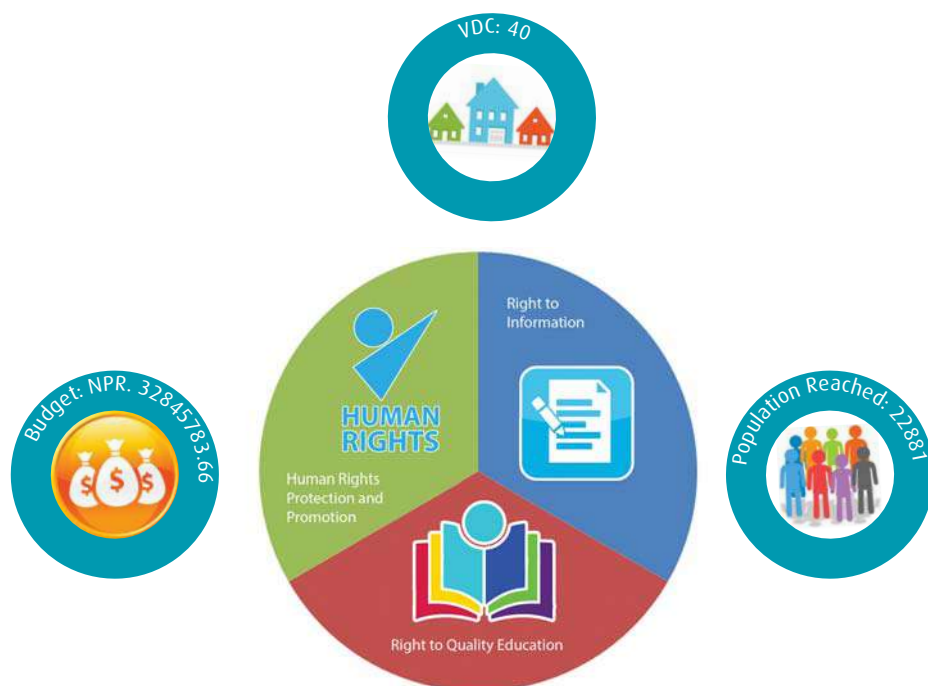 VDC: 40
Right to
Information
HUMAN
RIGHTS
Human Rights
Protection and
Promotion
Budget: NPR. 32845783.66
$ $ $
Population Reached: 22881
Right to Quality Education